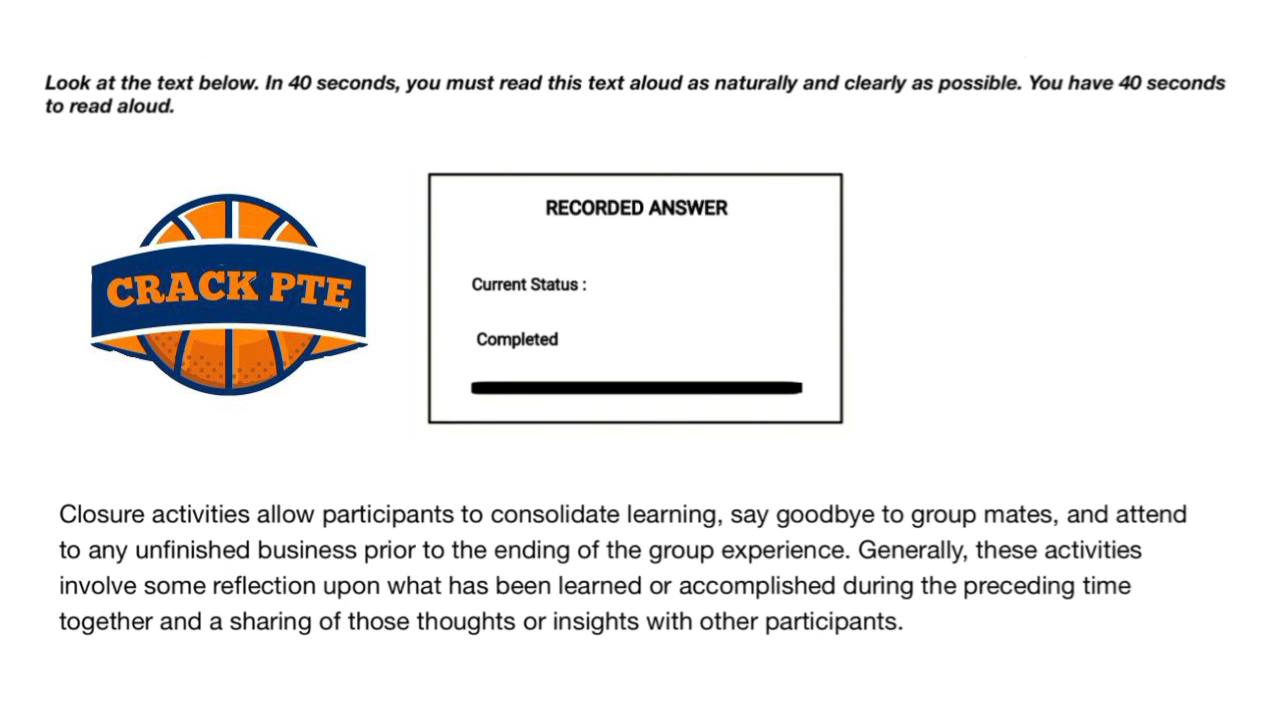 Look at the text below. In 40 seconds, you must read this text aloud as naturally and clearly as possible. You have 40 seconds
to read aloud.
CRACK PTE
RECORDED ANSWER
Current Status :
Completed
Closure activities allow participants to consolidate learning, say goodbye to group mates, and attend
to any unfinished business prior to the ending of the group experience. Generally, these activities
involve some reflection upon what has been learned or accomplished during the preceding time
together and a sharing of those thoughts or insights with other participants.